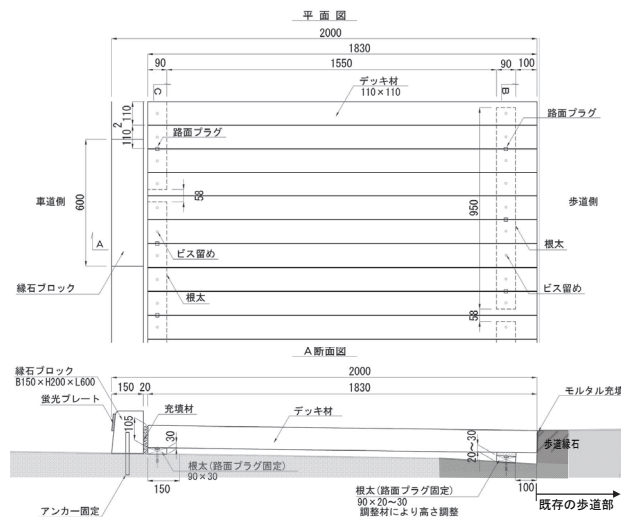 平面図
2000
1830
90
1550
90
100
C
デッキ材
110×110
B
110
2
110
路面プラグ
路面プラグ
58
車道側
600
950
歩道側
A
根太
ビス留め
縁石ブロック
根太
ビス留め
58
A断面図
縁石ブロック
B150×H200×L600
蛍光プレート
2000
150
20
1830
モルタル充填材
充填材
デッキ材
105
30
20～30
歩道縁石
根太(路面プラグ固定)
90×30
150
根太(路面プラグ固定)
90×20～30
調整材により高さ調整
100
アンカー固定
既存の歩道部